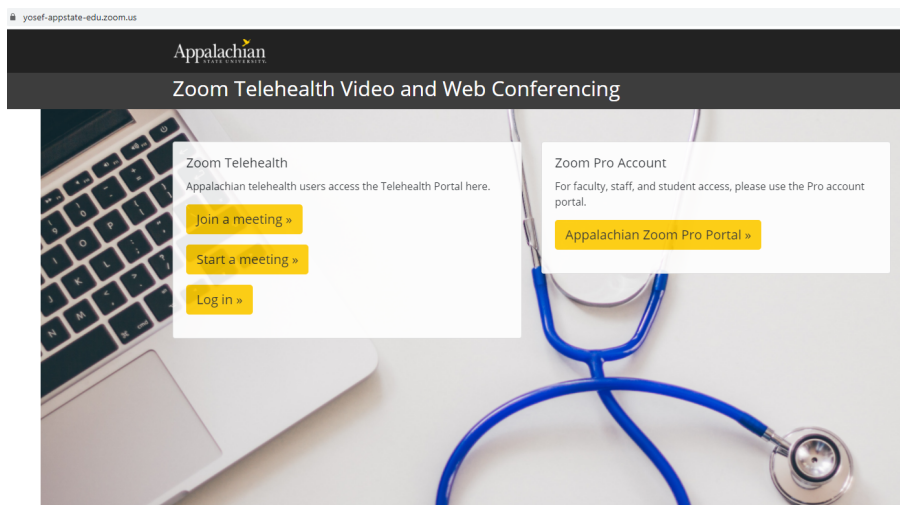 yosef-appstate-edu.zoom.us
Appalachian
STATE UNIVERSITY.
Zoom Telehealth Video and Web Conferencing
Zoom Telehealth
Appalachian telehealth users access the Telehealth Portal here.
Join a meeting »
Start a meeting »
Log in »
Zoom Pro Account
For faculty, staff, and student access, please use the Pro account
portal.
Appalachian Zoom Pro Portal »